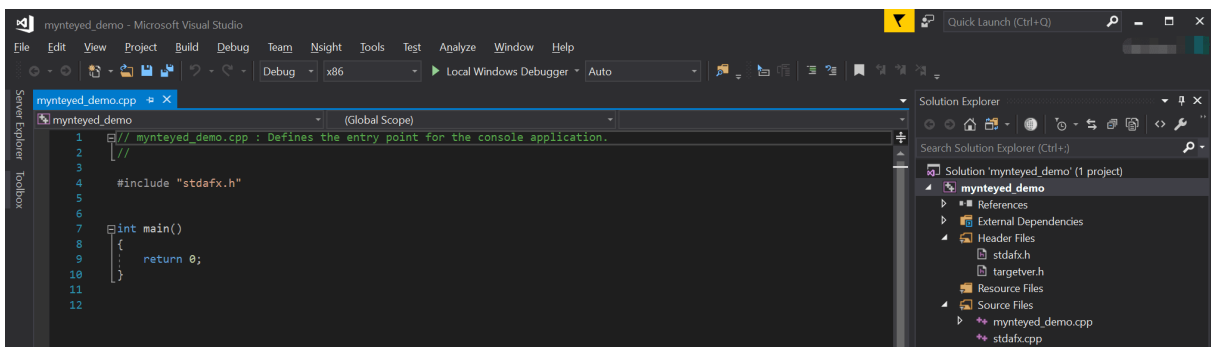 mynteyed_demo - Microsoft Visual Studio
Quick Launch (Ctrl+Q)
File Edit View Project Build Debug Team Nsight Tools Test Analyze Window Help
Debug x86 Local Windows Debugger Auto
Server Explorer
Toolbox
mynteyed_demo.cpp
mynteyed_demo (Global Scope)
1 // mynteyed_demo.cpp : Defines the entry point for the console application.
2 //
3
4 #include "stdafx.h"
5
6
7 int main()
8 {
9 return 0;
10 }
11
12
Solution Explorer
Search Solution Explorer (Ctrl+;)
Solution 'mynteyed_demo' (1 project)
mynteyed_demo
References
External Dependencies
Header Files
stdafx.h
targetver.h
Resource Files
Source Files
mynteyed_demo.cpp
stdafx.cpp